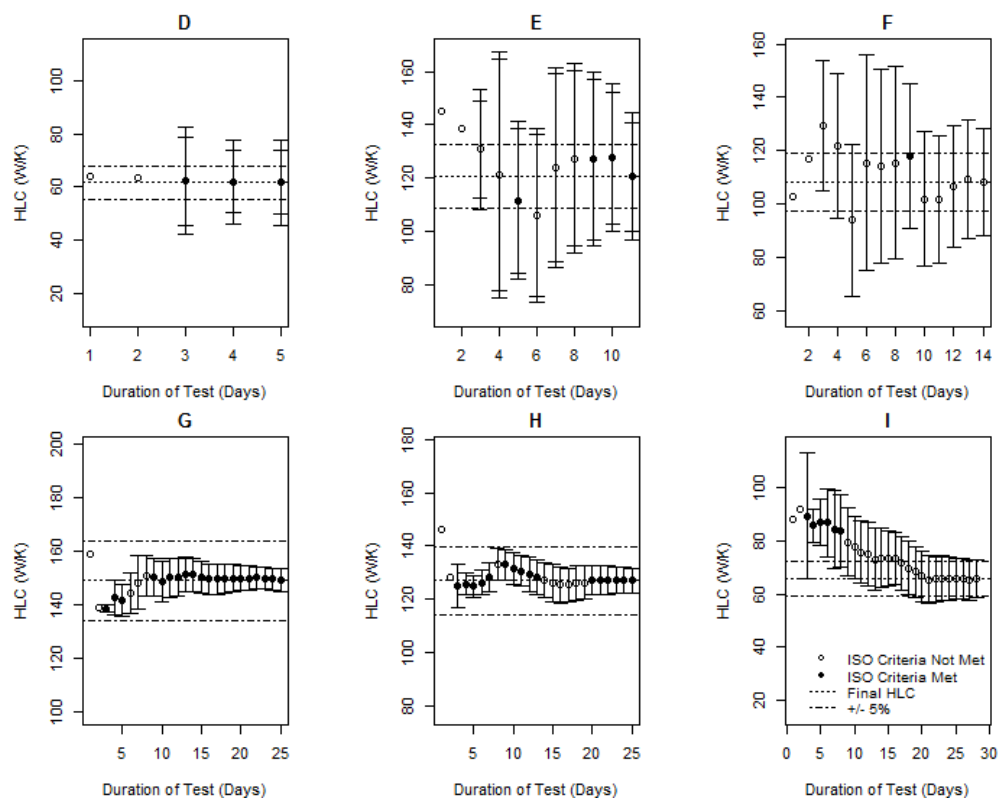 D
E
F
HLC (W/K)
20 40 60 80 100
1 2 3 4 5
Duration of Test (Days)
HLC (W/K)
80 100 120 140 160
2 4 6 8 10
Duration of Test (Days)
HLC (W/K)
60 80 100 120 140 160
2 4 6 8 10 12 14
Duration of Test (Days)
G
H
I
HLC (W/K)
100 120 140 160 180 200
5 10 15 20 25
Duration of Test (Days)
HLC (W/K)
80 100 120 140 160 180
5 10 15 20 25
Duration of Test (Days)
HLC (W/K)
20 40 60 80 100
0 5 10 15 20 25 30
Duration of Test (Days)
ISO Criteria Not Met
ISO Criteria Met
Final HLC
+/- 5%